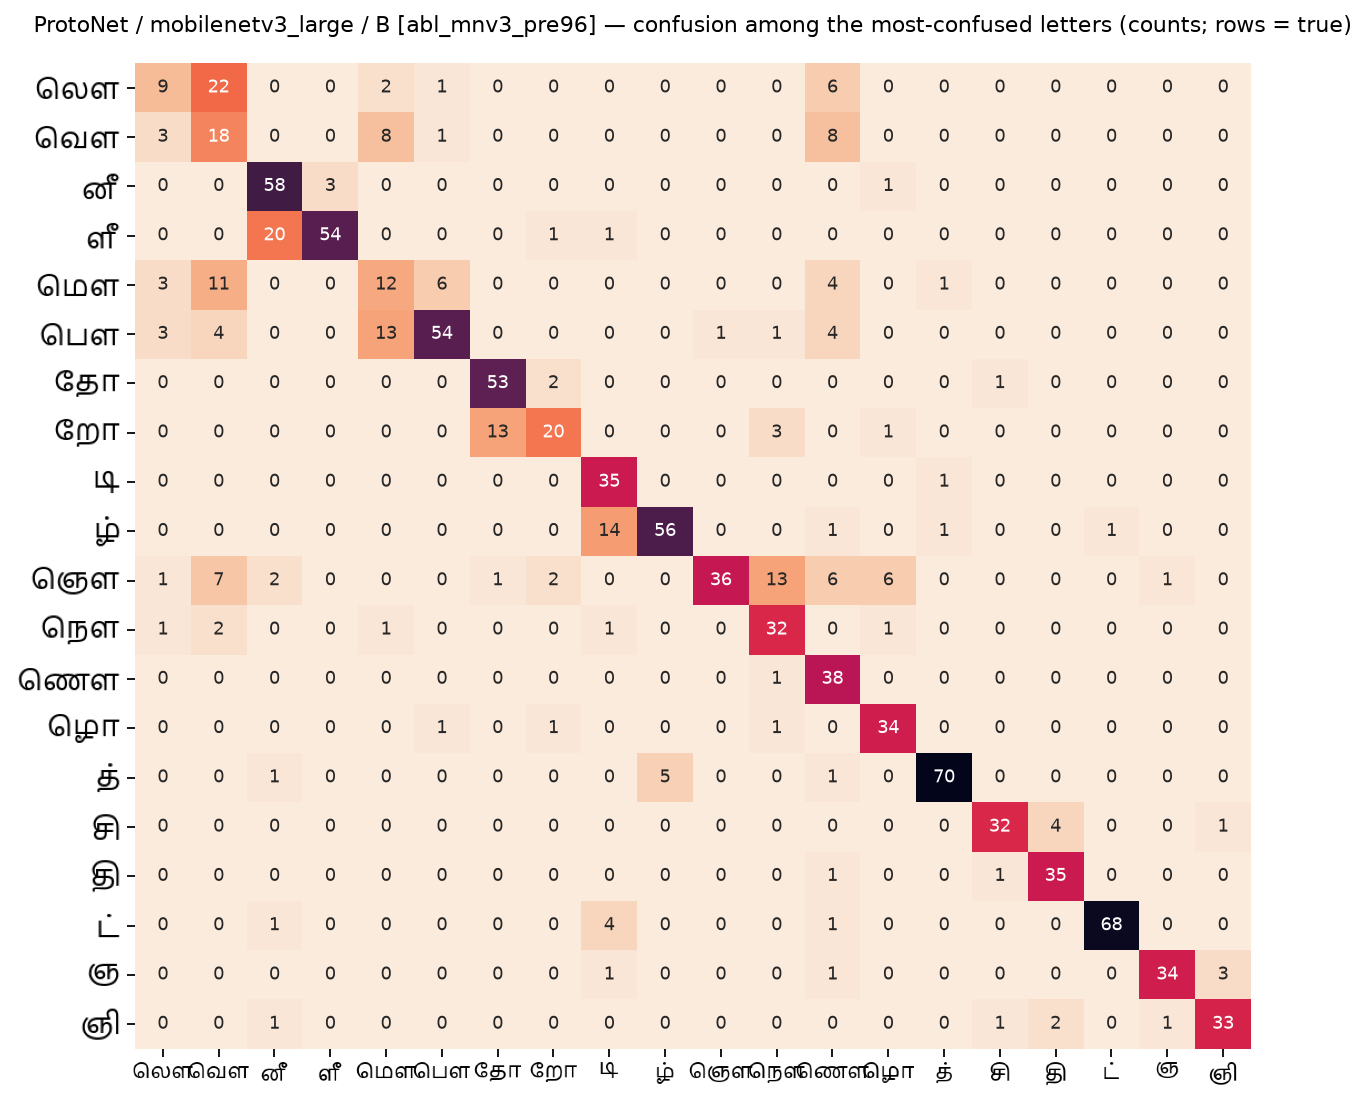 ProtoNet / mobilenetv3_large / B [abl_mnv3_pre96] — confusion among the most-confused letters (counts; rows = true)
லௌ 9 22 0 0 2 1 0 0 0 0 0 0 6 0 0 0 0 0 0 0
வௌ 3 18 0 0 8 1 0 0 0 0 0 0 8 0 0 0 0 0 0 0
னீ 0 0 58 3 0 0 0 0 0 0 0 0 0 1 0 0 0 0 0 0
ளீ 0 0 20 54 0 0 0 1 1 0 0 0 0 0 0 0 0 0 0 0
மௌ 3 11 0 0 12 6 0 0 0 0 0 0 4 0 1 0 0 0 0 0
பௌ 3 4 0 0 13 54 0 0 0 0 1 1 4 0 0 0 0 0 0 0
தோ 0 0 0 0 0 0 53 2 0 0 0 0 0 0 0 1 0 0 0 0
றோ 0 0 0 0 0 0 13 20 0 0 0 3 0 1 0 0 0 0 0 0
டி 0 0 0 0 0 0 0 0 35 0 0 0 0 0 1 0 0 0 0 0
ழ் 0 0 0 0 0 0 0 0 14 56 0 0 1 0 1 0 0 1 0 0
ஞௌ 1 7 2 0 0 0 1 2 0 0 36 13 6 6 0 0 0 0 1 0
நௌ 1 2 0 0 1 0 0 0 1 0 0 32 0 1 0 0 0 0 0 0
ணௌ 0 0 0 0 0 0 0 0 0 0 0 1 38 0 0 0 0 0 0 0
ழொ 0 0 0 0 0 1 0 1 0 0 0 1 0 34 0 0 0 0 0 0
த் 0 0 1 0 0 0 0 0 0 5 0 0 1 0 70 0 0 0 0 0
சி 0 0 0 0 0 0 0 0 0 0 0 0 0 0 0 32 4 0 0 1
தி 0 0 0 0 0 0 0 0 0 0 0 0 1 0 0 1 35 0 0 0
ட் 0 0 1 0 0 0 0 0 4 0 0 0 1 0 0 0 0 68 0 0
ஞ 0 0 0 0 0 0 0 0 1 0 0 0 1 0 0 0 0 0 34 3
ஞி 0 0 1 0 0 0 0 0 0 0 0 0 0 0 0 1 2 0 1 33
லௌ வௌ னீ ளீ மௌ பௌ தோ றோ டி ழ் ஞௌ நௌ ணௌ ழொ த் சி தி ட் ஞ ஞி